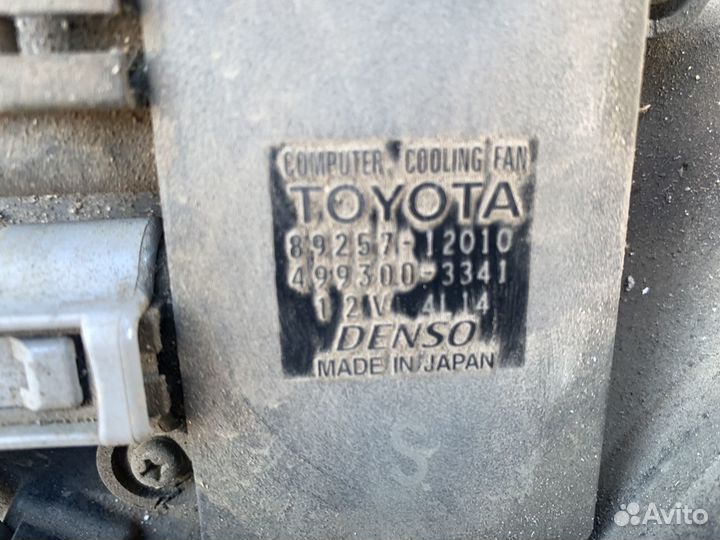 COMPUTER, COOLING FAN
TOYOTA
89257-12010
499300-3341
12V 4L14
DENSO
MADE IN JAPAN
Avito